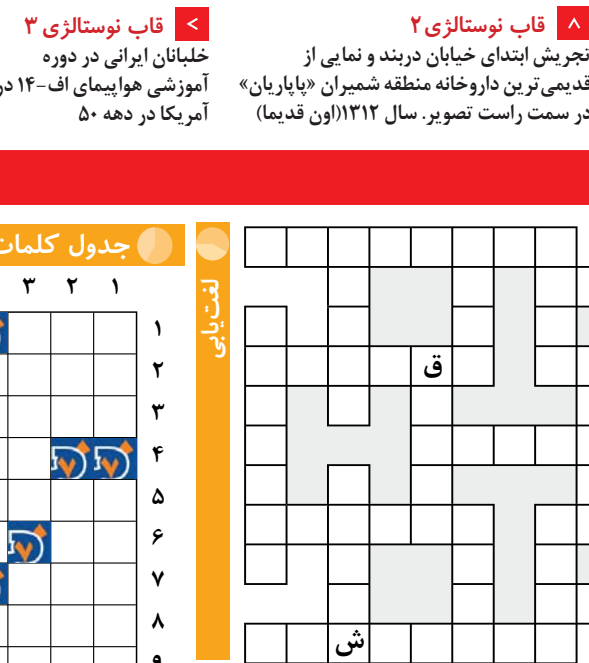 قاب نوستالژی ۲
تجریش ابتدای خیابان دربند و نمایی از
قدیمی‌ترین داروخانه منطقه شمیران «پاپاریان»
در سمت راست تصویر. سال ۱۳۱۲(اون قدیما)
قاب نوستالژی ۳
خلبانان ایرانی در دوره
آموزشی هواپیمای اف-۱۴ در
آمریکا در دهه ۵۰
لغت‌یابی
ق
ش
جدول کلمات
۱ ۲ ۳
۱
۲
۳
۴
۵
۶
۷
۸
۹